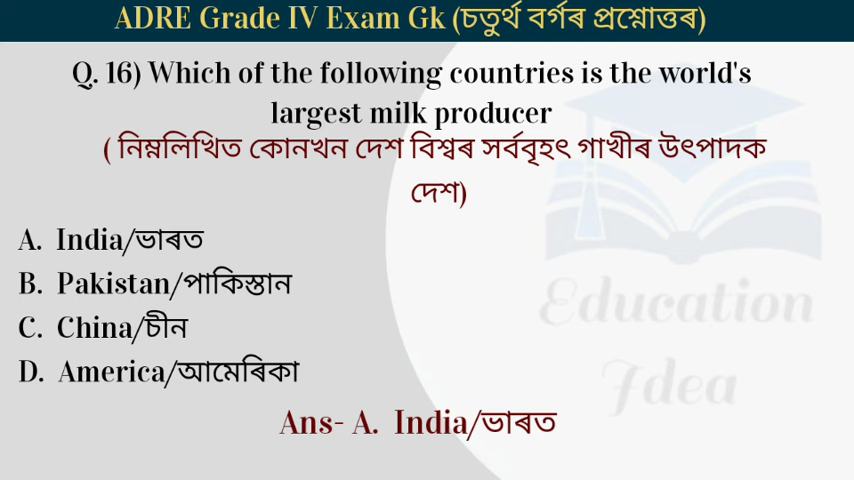 ADRE Grade IV Exam Gk (চতুৰ্থ বৰ্গৰ প্ৰশ্নোত্তৰ)
Q. 16) Which of the following countries is the world's
largest milk producer
( নিম্নলিখিত কোনখন দেশ বিশ্বৰ সৰ্ববৃহৎ গাখীৰ উৎপাদক
দেশ)
A. India/ভাৰত
B. Pakistan/পাকিস্তান
C. China/চীন
D. America/আমেৰিকা
Ans- A. India/ভাৰত
Education
Idea